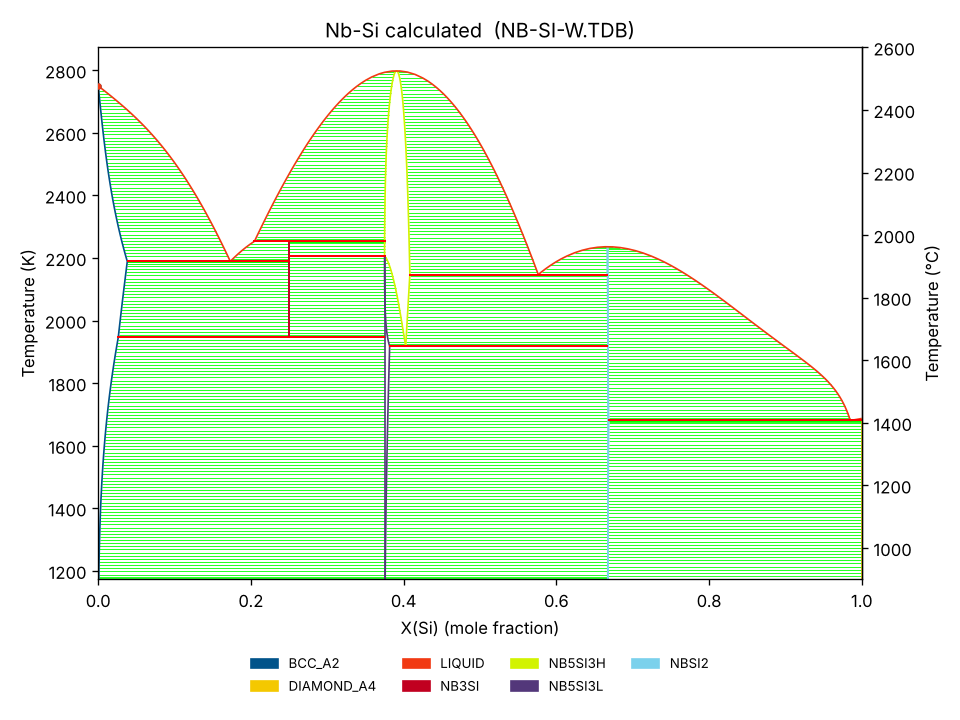 Nb-Si calculated (NB-SI-W.TDB)
Temperature (K)
2800
2600
2400
2200
2000
1800
1600
1400
1200
2600
2400
2200
2000
1800
1600
1400
1200
1000
Temperature (°C)
0.0 0.2 0.4 0.6 0.8 1.0
X(Si) (mole fraction)
BCC_A2 LIQUID NB5SI3H NBSI2
DIAMOND_A4 NB3SI NB5SI3L